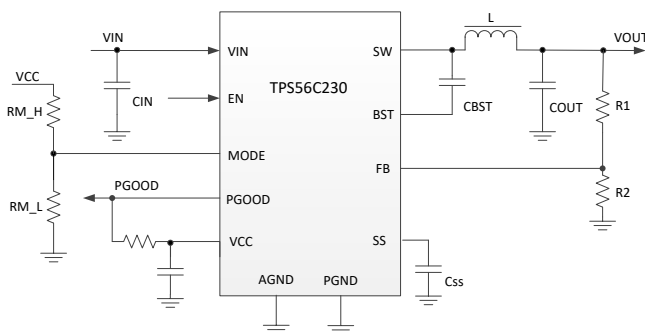 VIN
VCC
CIN
RM_H
RM_L
PGOOD
TPS56C230
VIN
EN
MODE
PGOOD
VCC
AGND
PGND
SW
BST
FB
SS
L
VOUT
CBST
COUT
R1
R2
Css